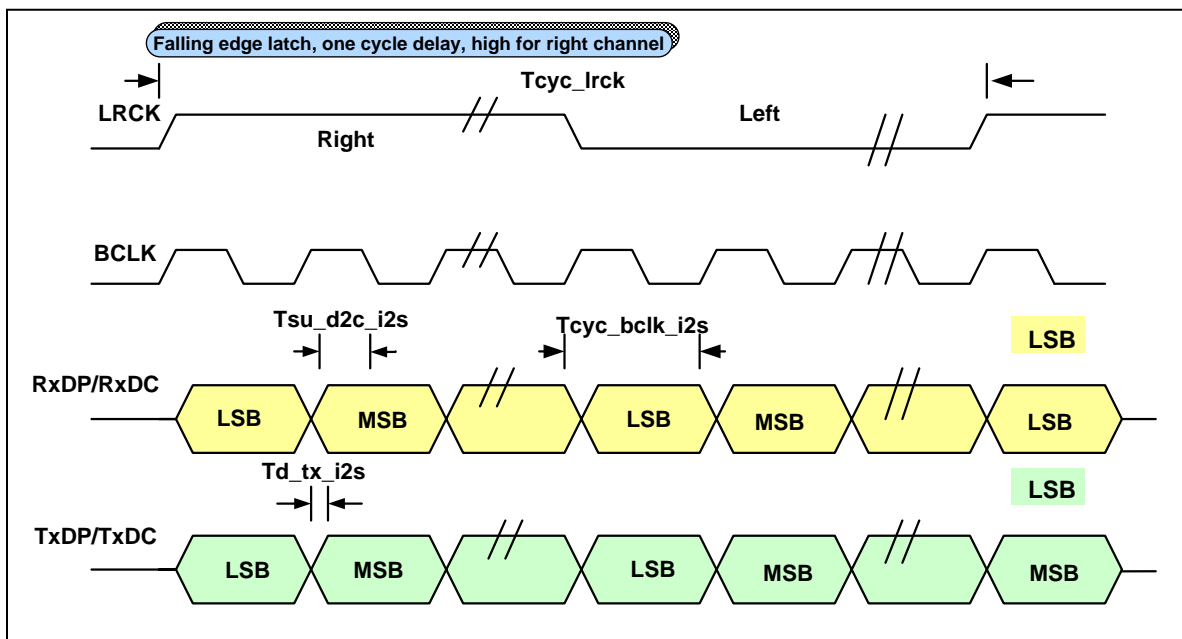 Falling edge latch, one cycle delay, high for right channel
Tcyc_lrck
LRCK
Right
Left
BCLK
Tsu_d2c_i2s
Tcyc_bclk_i2s
LSB
RxDP/RxDC
LSB
MSB
LSB
MSB
LSB
Td_tx_i2s
LSB
TxDP/TxDC
LSB
MSB
LSB
MSB
MSB